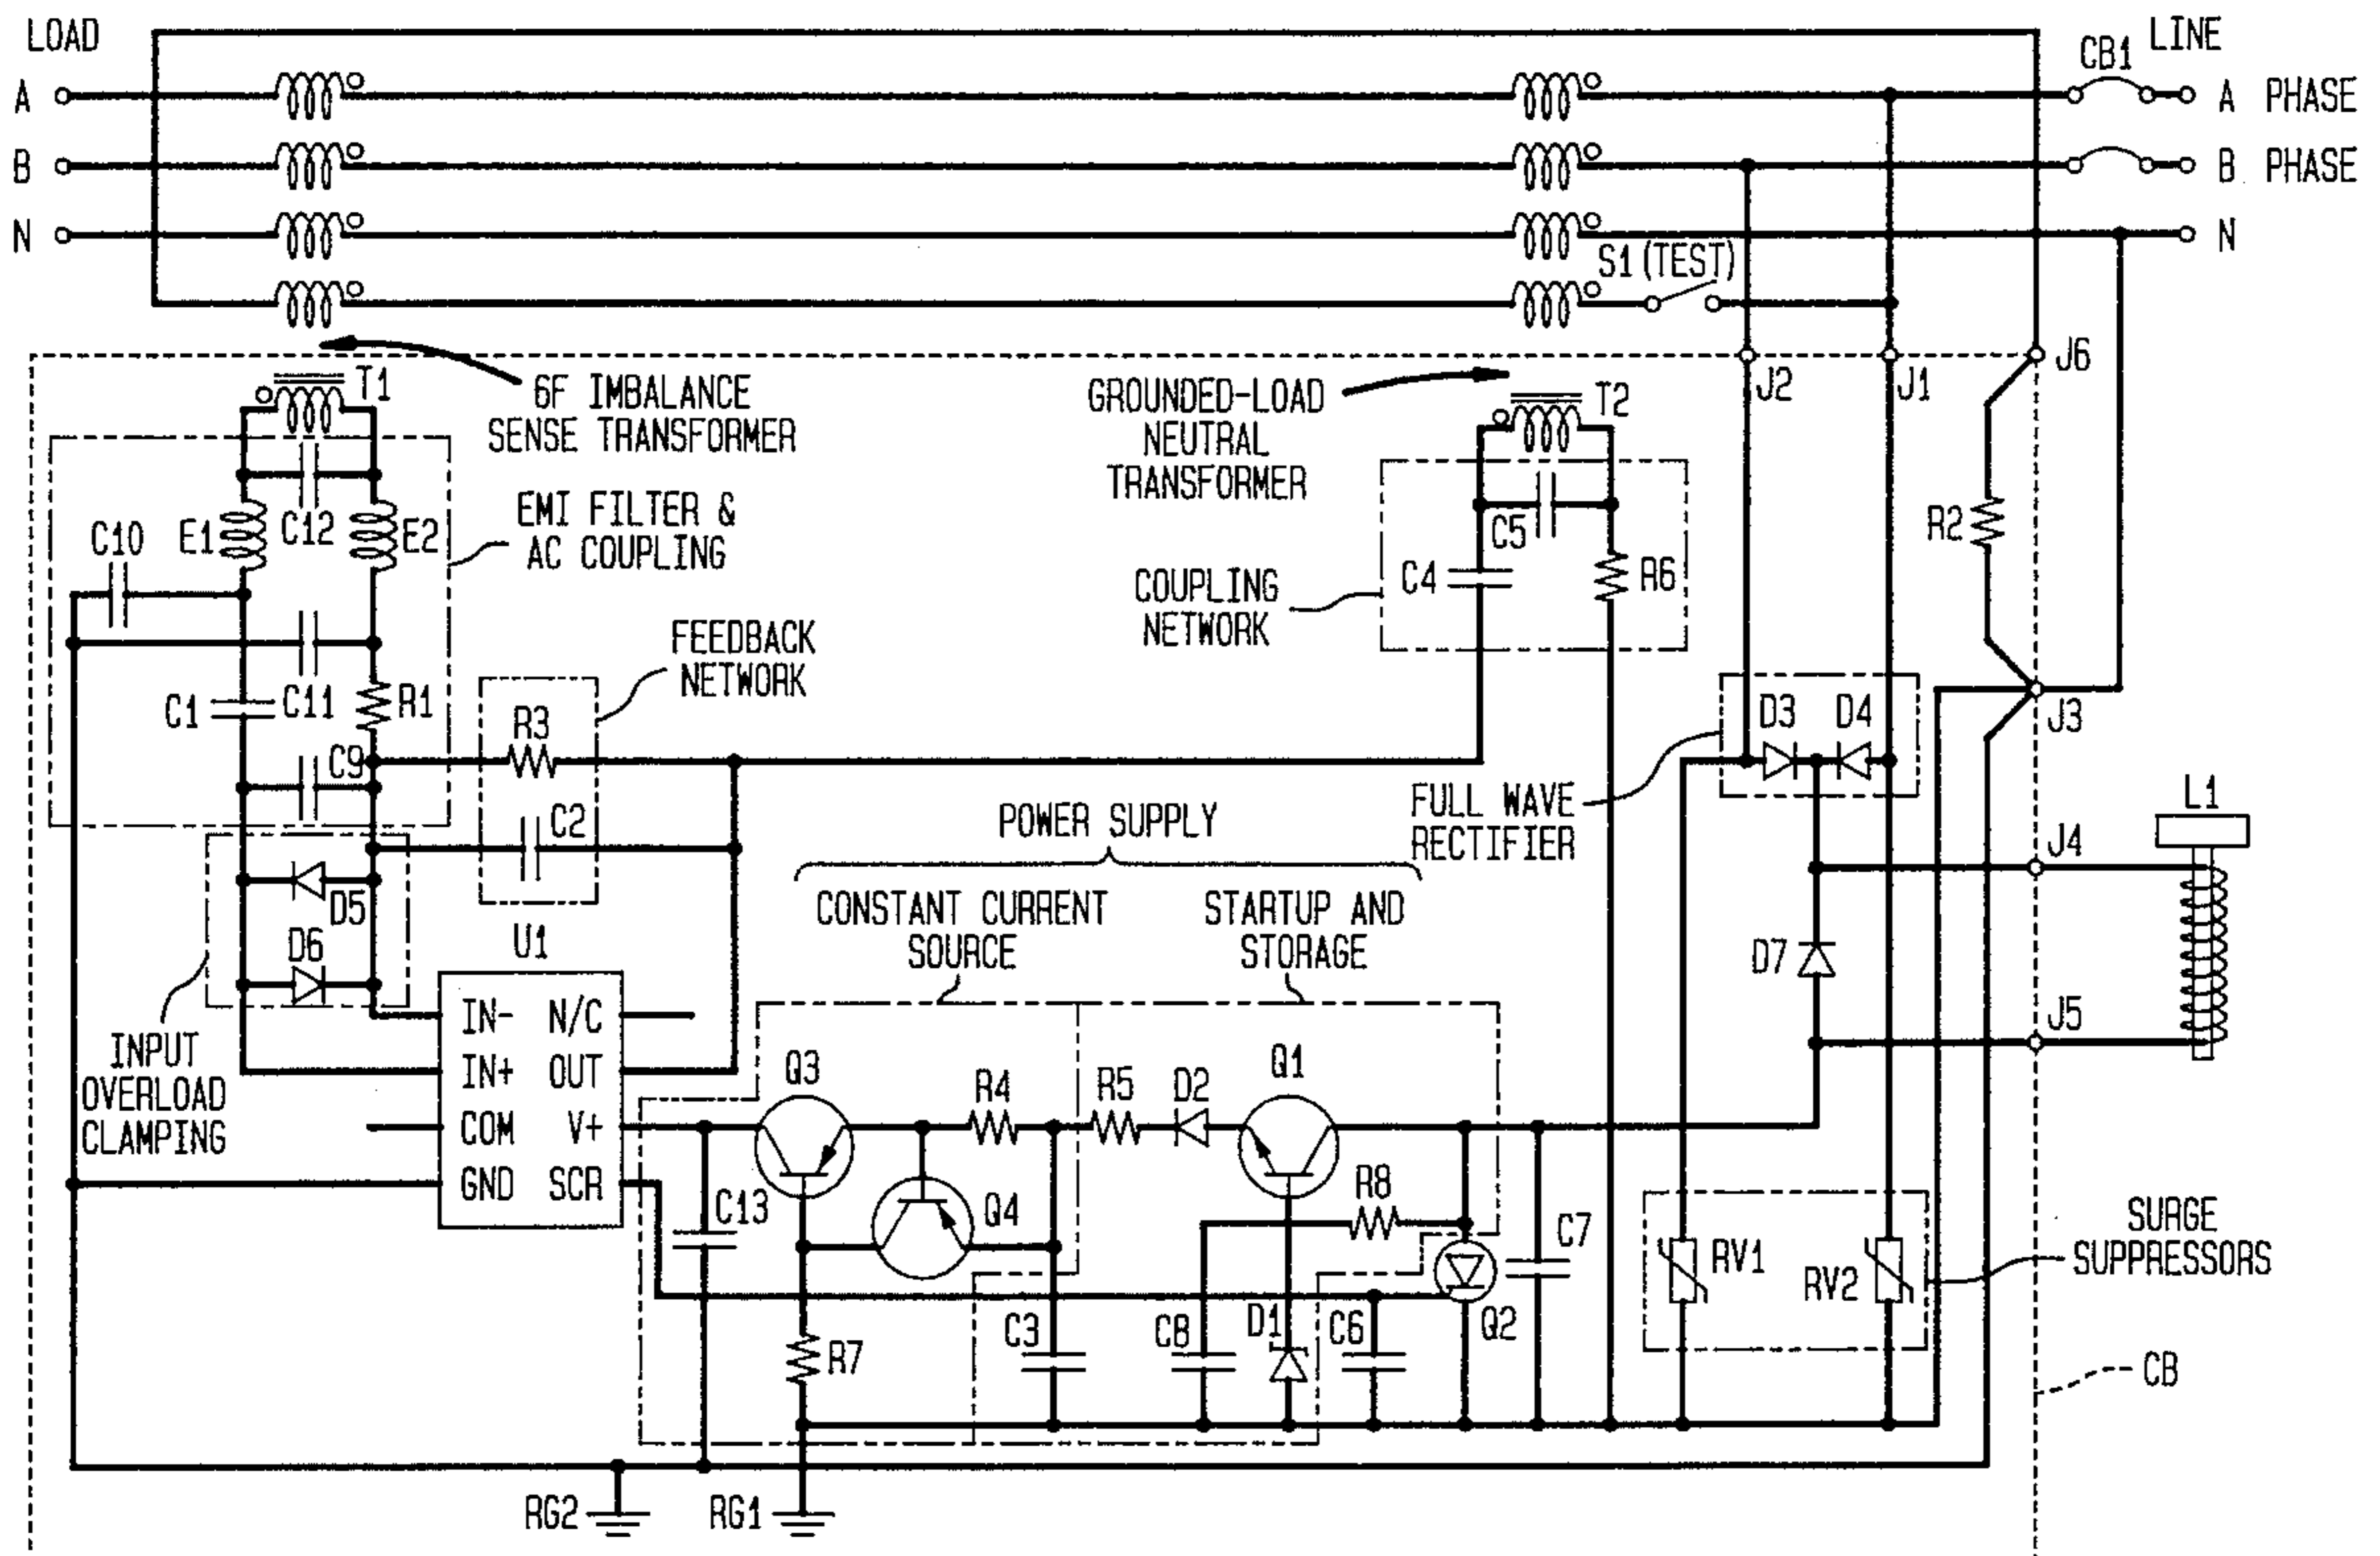 LOAD
LINE
CB1
A
A PHASE
B
B PHASE
N
N
S1 (TEST)
J6
T1
6F IMBALANCE
SENSE TRANSFORMER
GROUNDED-LOAD
NEUTRAL
TRANSFORMER
T2
J2
J1
EMI FILTER &
AC COUPLING
C10
E1
C12
E2
C5
R2
C4
R6
COUPLING
NETWORK
FEEDBACK
NETWORK
C1
C11
R1
R3
D3
D4
J3
C9
C2
POWER SUPPLY
FULL WAVE
RECTIFIER
L1
J4
D5
CONSTANT CURRENT
SOURCE
STARTUP AND
STORAGE
D6
U1
D7
J5
IN- N/C
IN+ OUT
COM V+
GND SCR
INPUT
OVERLOAD
CLAMPING
Q3
R4
R5
D2
Q1
C13
Q4
R8
C7
RV1
RV2
SURGE
SUPPRESSORS
R7
C3
C8
D1
C6
Q2
CB
RG2
RG1